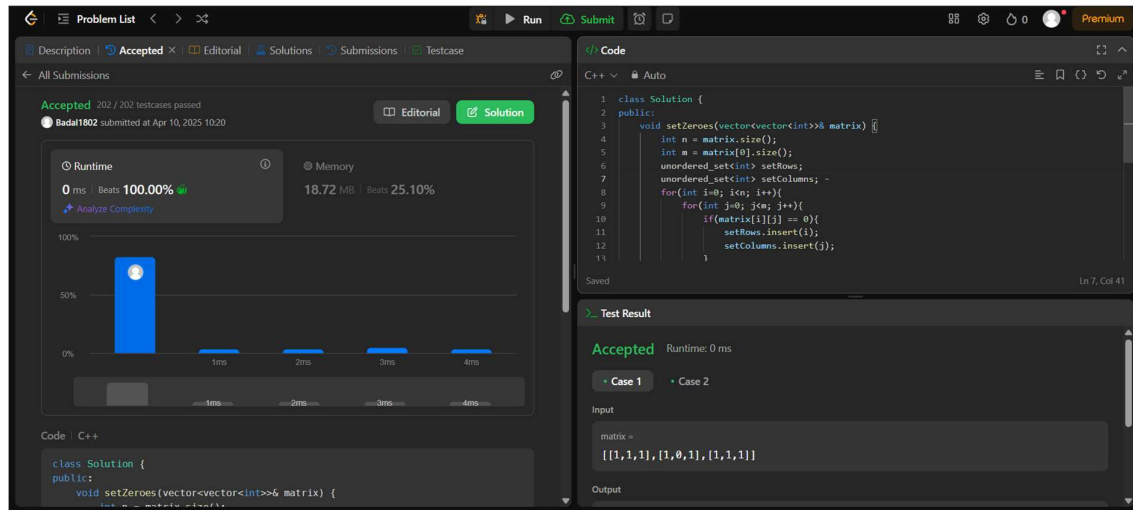 Problem List
Run
Submit
0
Premium
Description
Accepted
Editorial
Solutions
Submissions
Testcase
All Submissions
Accepted 202 / 202 testcases passed
Badal1802 submitted at Apr 10, 2025 10:20
Editorial
Solution
Runtime
0 ms Beats 100.00%
Analyze Complexity
Memory
18.72 MB Beats 25.10%
100%
50%
0%
1ms 2ms 3ms 4ms
1ms 2ms 3ms 4ms
Code C++
class Solution {
public:
void setZeroes(vector<vector<int>>& matrix) {
int n = matrix.size();
</> Code
C++ Auto
1 class Solution {
2 public:
3 void setZeroes(vector<vector<int>>& matrix) {
4 int n = matrix.size();
5 int m = matrix[0].size();
6 unordered_set<int> setRows;
7 unordered_set<int> setColumns; -
8 for(int i=0; i<n; i++){
9 for(int j=0; j<m; j++){
10 if(matrix[i][j] == 0){
11 setRows.insert(i);
12 setColumns.insert(j);
13 }
Saved
Ln 7, Col 41
>_ Test Result
Accepted Runtime: 0 ms
• Case 1 • Case 2
Input
matrix =
[[1,1,1],[1,0,1],[1,1,1]]
Output